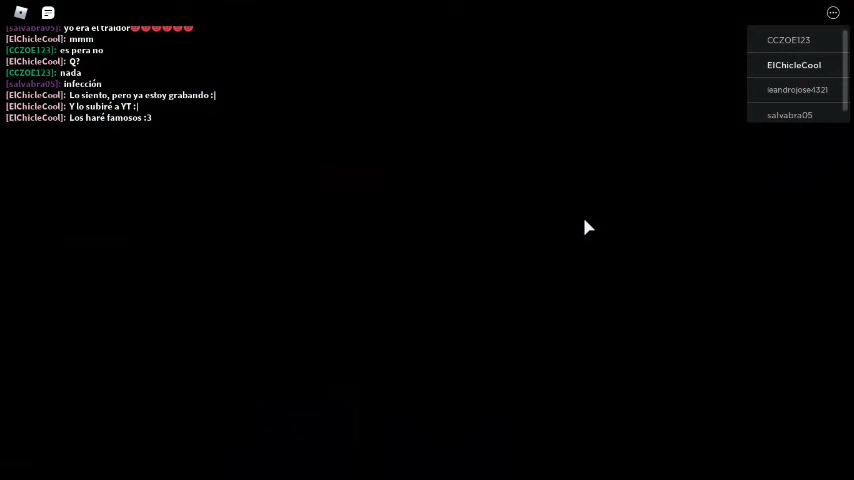 [salvabra05]: yo era el traidor
[ElChicleCool]: mmm
[CCZOE123]: es pera no
[ElChicleCool]: Q?
[CCZOE123]: nada
[salvabra05]: infección
[ElChicleCool]: Lo siento, pero ya estoy grabando :|
[ElChicleCool]: Y lo subiré a YT :|
[ElChicleCool]: Los haré famosos :3
CCZOE123
ElChicleCool
leandrojose4321
salvabra05